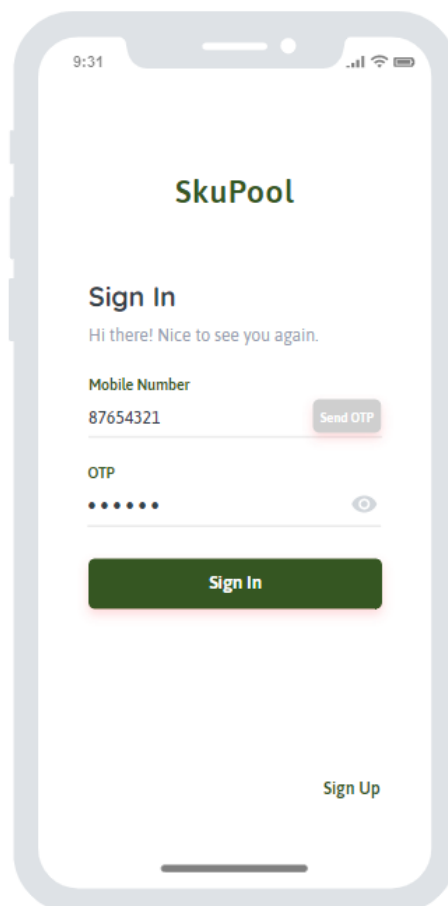 9:31
SkuPool
Sign In
Hi there! Nice to see you again.
Mobile Number
87654321 Send OTP
OTP
••••••
Sign In
Sign Up